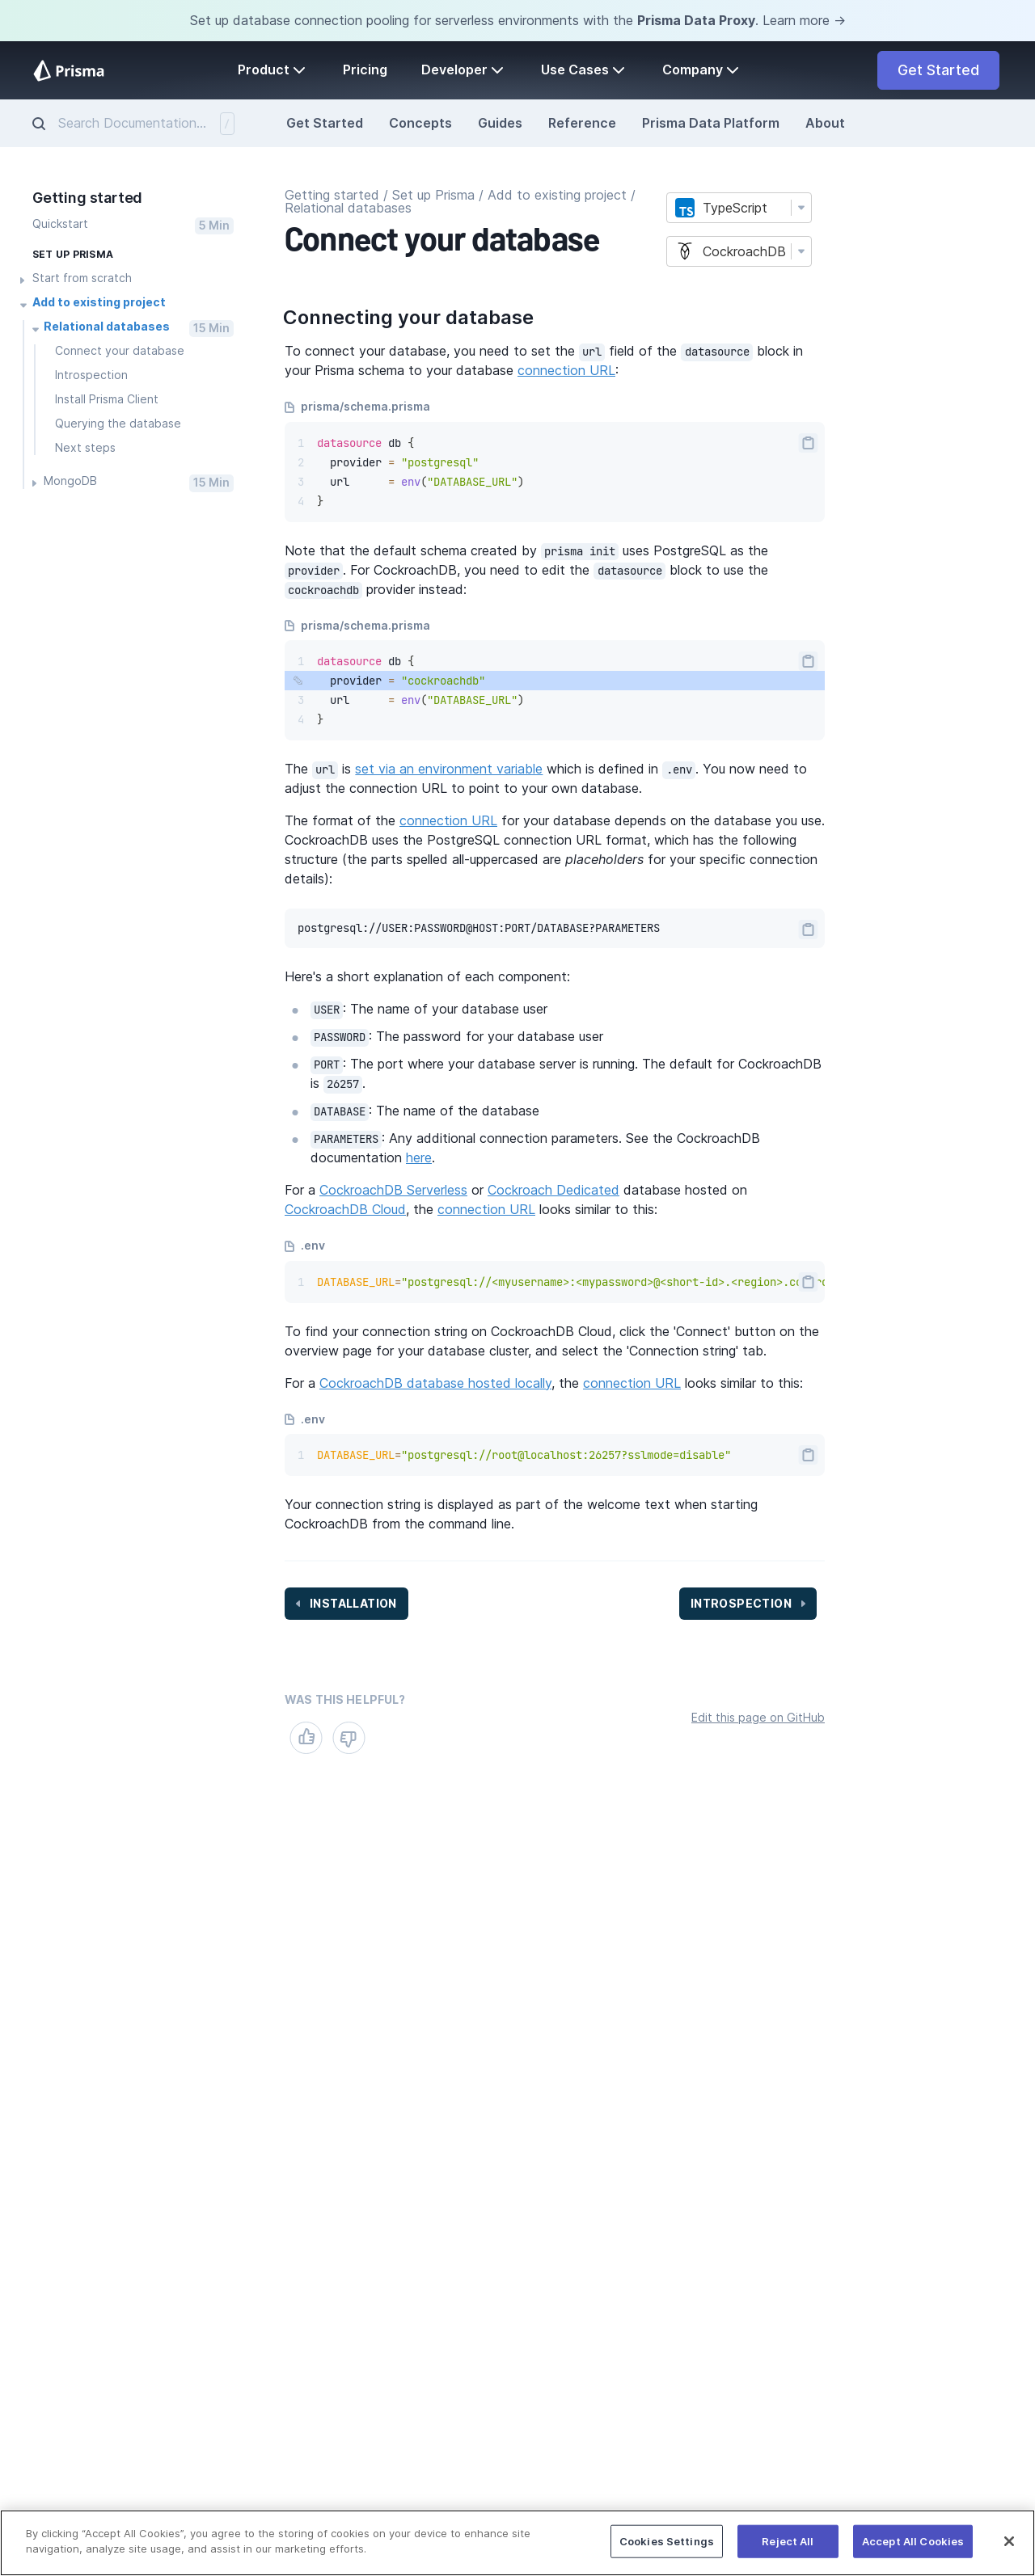 Set up database connection pooling for serverless environments with the Prisma Data Proxy. Learn more →
Prisma
Product
Pricing
Developer
Use Cases
Company
Get Started
Search Documentation...
/
Get Started
Concepts
Guides
Reference
Prisma Data Platform
About
Getting started
Quickstart
5 Min
SET UP PRISMA
Start from scratch
Add to existing project
Relational databases
15 Min
Connect your database
Introspection
Install Prisma Client
Querying the database
Next steps
MongoDB
15 Min
Getting started / Set up Prisma / Add to existing project /
Relational databases
Connect your database
TS TypeScript
CockroachDB
Connecting your database
To connect your database, you need to set the url field of the datasource block in
your Prisma schema to your database connection URL:
prisma/schema.prisma
1 datasource db {
2 provider = "postgresql"
3 url = env("DATABASE_URL")
4 }
Note that the default schema created by prisma init uses PostgreSQL as the
provider. For CockroachDB, you need to edit the datasource block to use the
cockroachdb provider instead:
prisma/schema.prisma
1 datasource db {
✎ provider = "cockroachdb"
3 url = env("DATABASE_URL")
4 }
The url is set via an environment variable which is defined in .env. You now need to
adjust the connection URL to point to your own database.
The format of the connection URL for your database depends on the database you use.
CockroachDB uses the PostgreSQL connection URL format, which has the following
structure (the parts spelled all-uppercased are placeholders for your specific connection
details):
postgresql://USER:PASSWORD@HOST:PORT/DATABASE?PARAMETERS
Here's a short explanation of each component:
USER: The name of your database user
PASSWORD: The password for your database user
PORT: The port where your database server is running. The default for CockroachDB
is 26257.
DATABASE: The name of the database
PARAMETERS: Any additional connection parameters. See the CockroachDB
documentation here.
For a CockroachDB Serverless or Cockroach Dedicated database hosted on
CockroachDB Cloud, the connection URL looks similar to this:
.env
1 DATABASE_URL="postgresql://<myusername>:<mypassword>@<short-id>.<region>.
To find your connection string on CockroachDB Cloud, click the 'Connect' button on the
overview page for your database cluster, and select the 'Connection string' tab.
For a CockroachDB database hosted locally, the connection URL looks similar to this:
.env
1 DATABASE_URL="postgresql://root@localhost:26257?sslmode=disable"
Your connection string is displayed as part of the welcome text when starting
CockroachDB from the command line.
INSTALLATION
INTROSPECTION
WAS THIS HELPFUL?
Edit this page on GitHub
By clicking “Accept All Cookies”, you agree to the storing of cookies on your device to enhance site
navigation, analyze site usage, and assist in our marketing efforts.
Cookies Settings
Reject All
Accept All Cookies